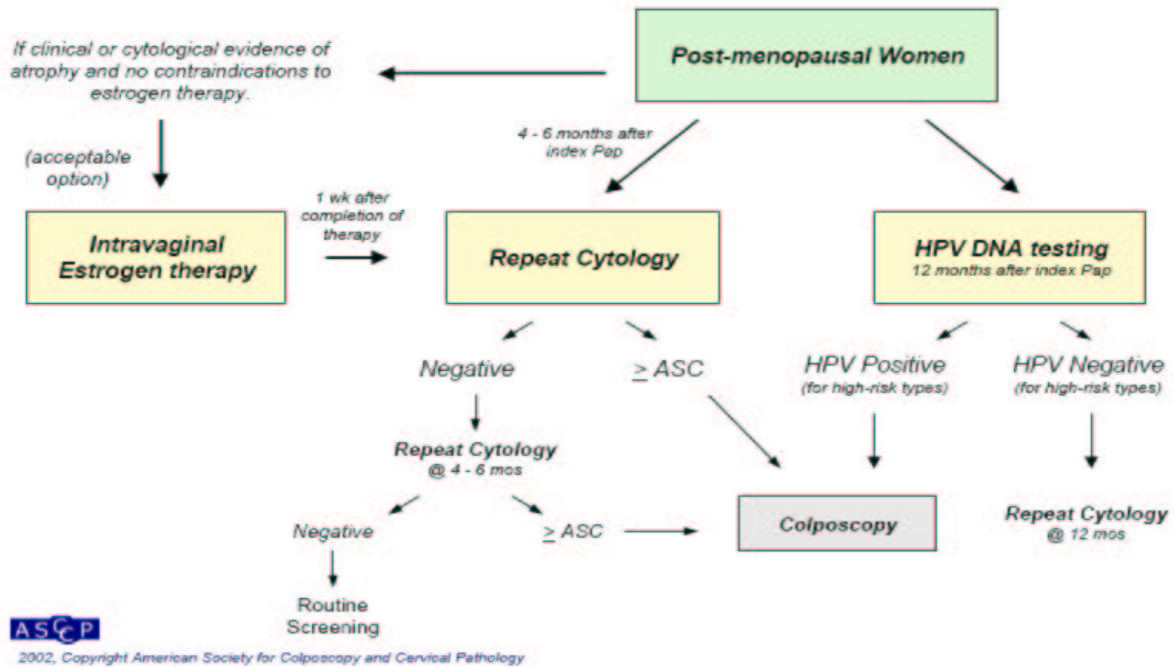 Post-menopausal Women
If clinical or cytological evidence of
atrophy and no contraindications to
estrogen therapy.
4 - 6 months after
index Pap
(acceptable
option)
1 wk after
completion of
therapy
Intravaginal
Estrogen therapy
Repeat Cytology
HPV DNA testing
12 months after index Pap
Negative
≥ ASC
HPV Positive
(for high-risk types)
HPV Negative
(for high-risk types)
Repeat Cytology
@ 4 - 6 mos
Negative
≥ ASC
Colposcopy
Repeat Cytology
@ 12 mos
Routine
Screening
ASCCP
2002, Copyright American Society for Colposcopy and Cervical Pathology